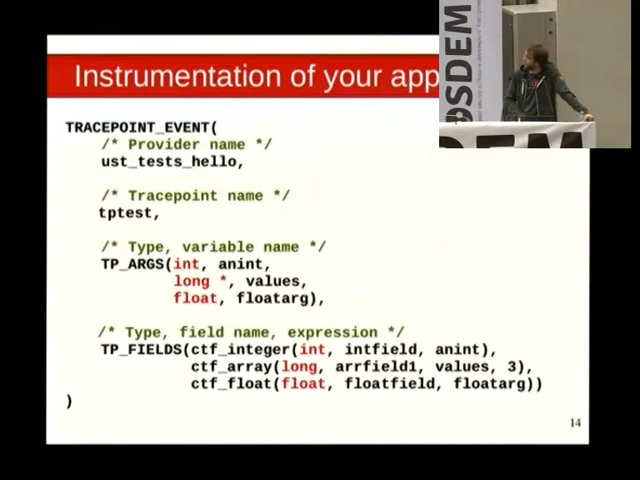 Instrumentation of your app
OSDEM
TRACEPOINT_EVENT(
/* Provider name */
ust_tests_hello,
/* Tracepoint name */
tptest,
/* Type, variable name */
TP_ARGS(int, anint,
long *, values,
float, floatarg),
/* Type, field name, expression */
TP_FIELDS(ctf_integer(int, intfield, anint),
ctf_array(long, arrfield1, values, 3),
ctf_float(float, floatfield, floatarg))
)
14